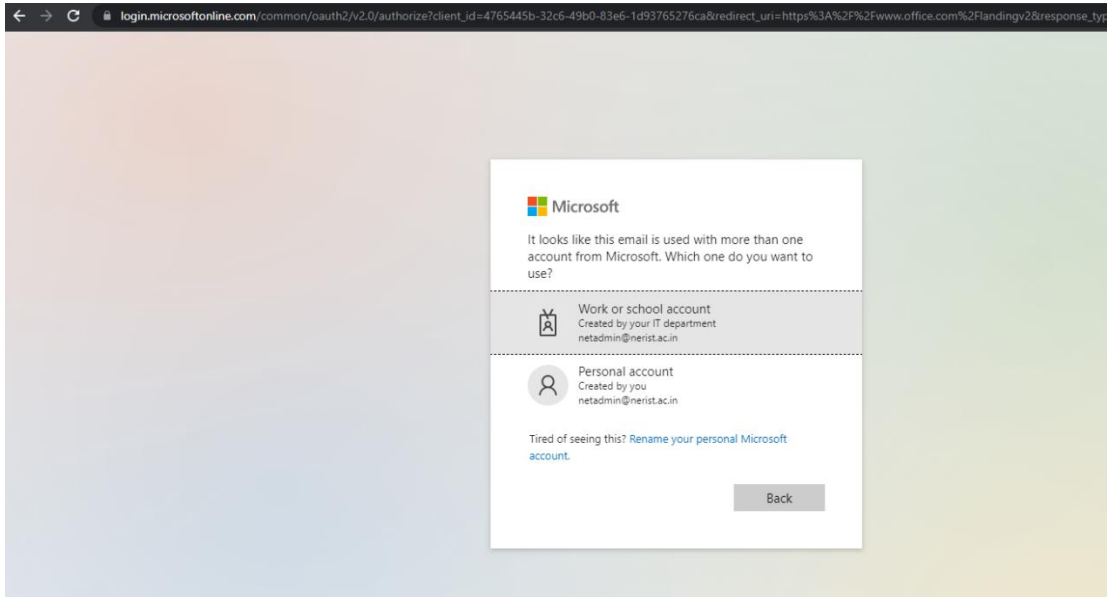 login.microsoftonline.com/common/oauth2/v2.0/authorize?client_id=4765445b-32c6-49b0-83e6-1d93765276ca&redirect_uri=https%3A%2F%2Fwww.office.com%2Flandingv2&response_typ
Microsoft
It looks like this email is used with more than one
account from Microsoft. Which one do you want to
use?
Work or school account
Created by your IT department
netadmin@nerist.ac.in
Personal account
Created by you
netadmin@nerist.ac.in
Tired of seeing this? Rename your personal Microsoft
account.
Back